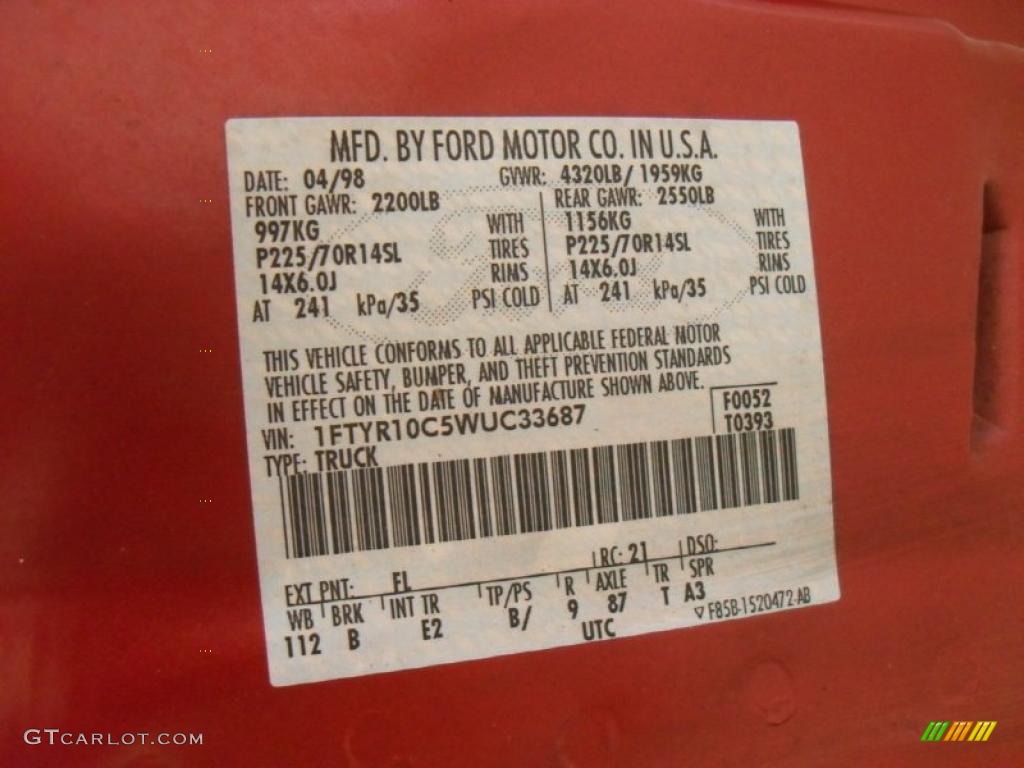 MFD. BY FORD MOTOR CO. IN U.S.A.
DATE: 04/98 GVWR: 4320LB/ 1959KG
FRONT GAWR: 2200LB REAR GAWR: 2550LB
997KG WITH 1156KG WITH
P225/70R14SL TIRES P225/70R14SL TIRES
14X6.0J RIMS 14X6.0J RIMS
AT 241 kPa/35 PSI COLD AT 241 kPa/35 PSI COLD
THIS VEHICLE CONFORMS TO ALL APPLICABLE FEDERAL MOTOR
VEHICLE SAFETY, BUMPER, AND THEFT PREVENTION STANDARDS
IN EFFECT ON THE DATE OF MANUFACTURE SHOWN ABOVE.
VIN: 1FTYR10C5WUC33687 F0052
TYPE: TRUCK T0393
EXT PNT: FL RC: 21 DSO:
WB BRK INT TR TP/PS R AXLE TR SPR
112 B E2 B/ 9 87 T A3
UTC ▽F85B-1520472-AB
GTCARLOT.COM